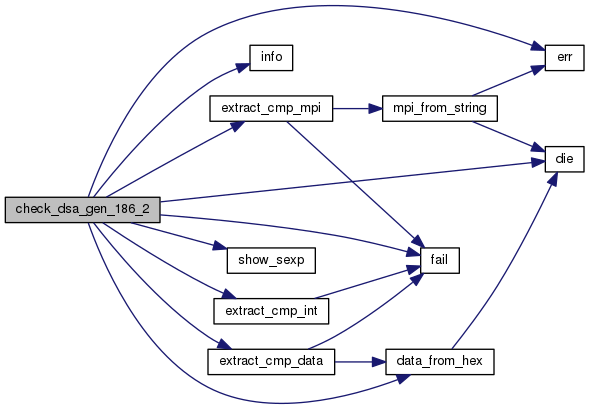 err
info
extract_cmp_mpi
mpi_from_string
die
check_dsa_gen_186_2
show_sexp
fail
extract_cmp_int
extract_cmp_data
data_from_hex